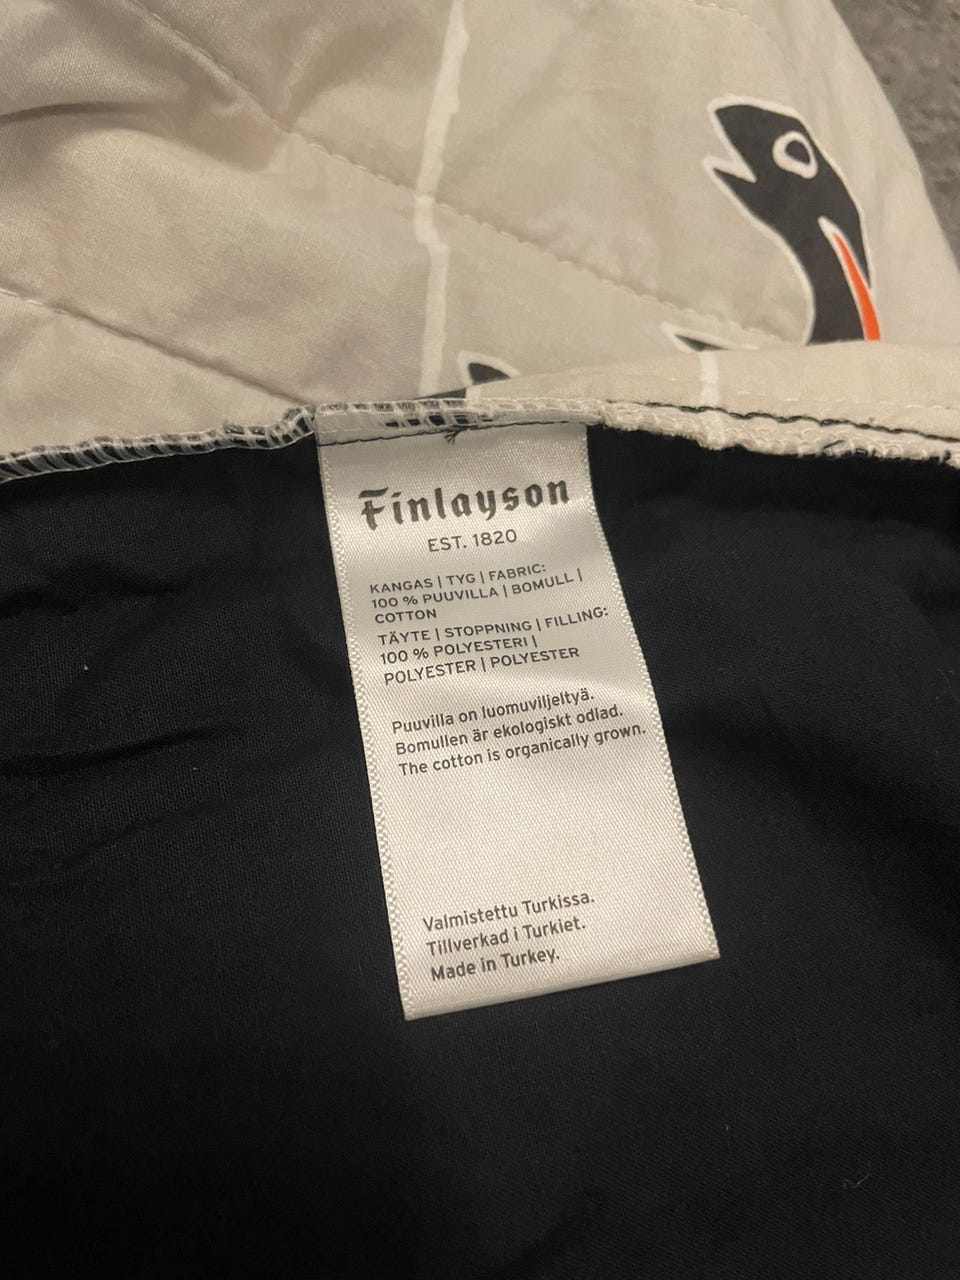 Finlayson
EST. 1820
KANGAS | TYG | FABRIC:
100 % PUUVILLA | BOMULL |
COTTON
TÄYTE | STOPPNING | FILLING:
100 % POLYESTERI |
POLYESTER | POLYESTER
Puuvilla on luomuviljeltyä.
Bomullen är ekologiskt odlad.
The cotton is organically grown.
Valmistettu Turkissa.
Tillverkad i Turkiet.
Made in Turkey.